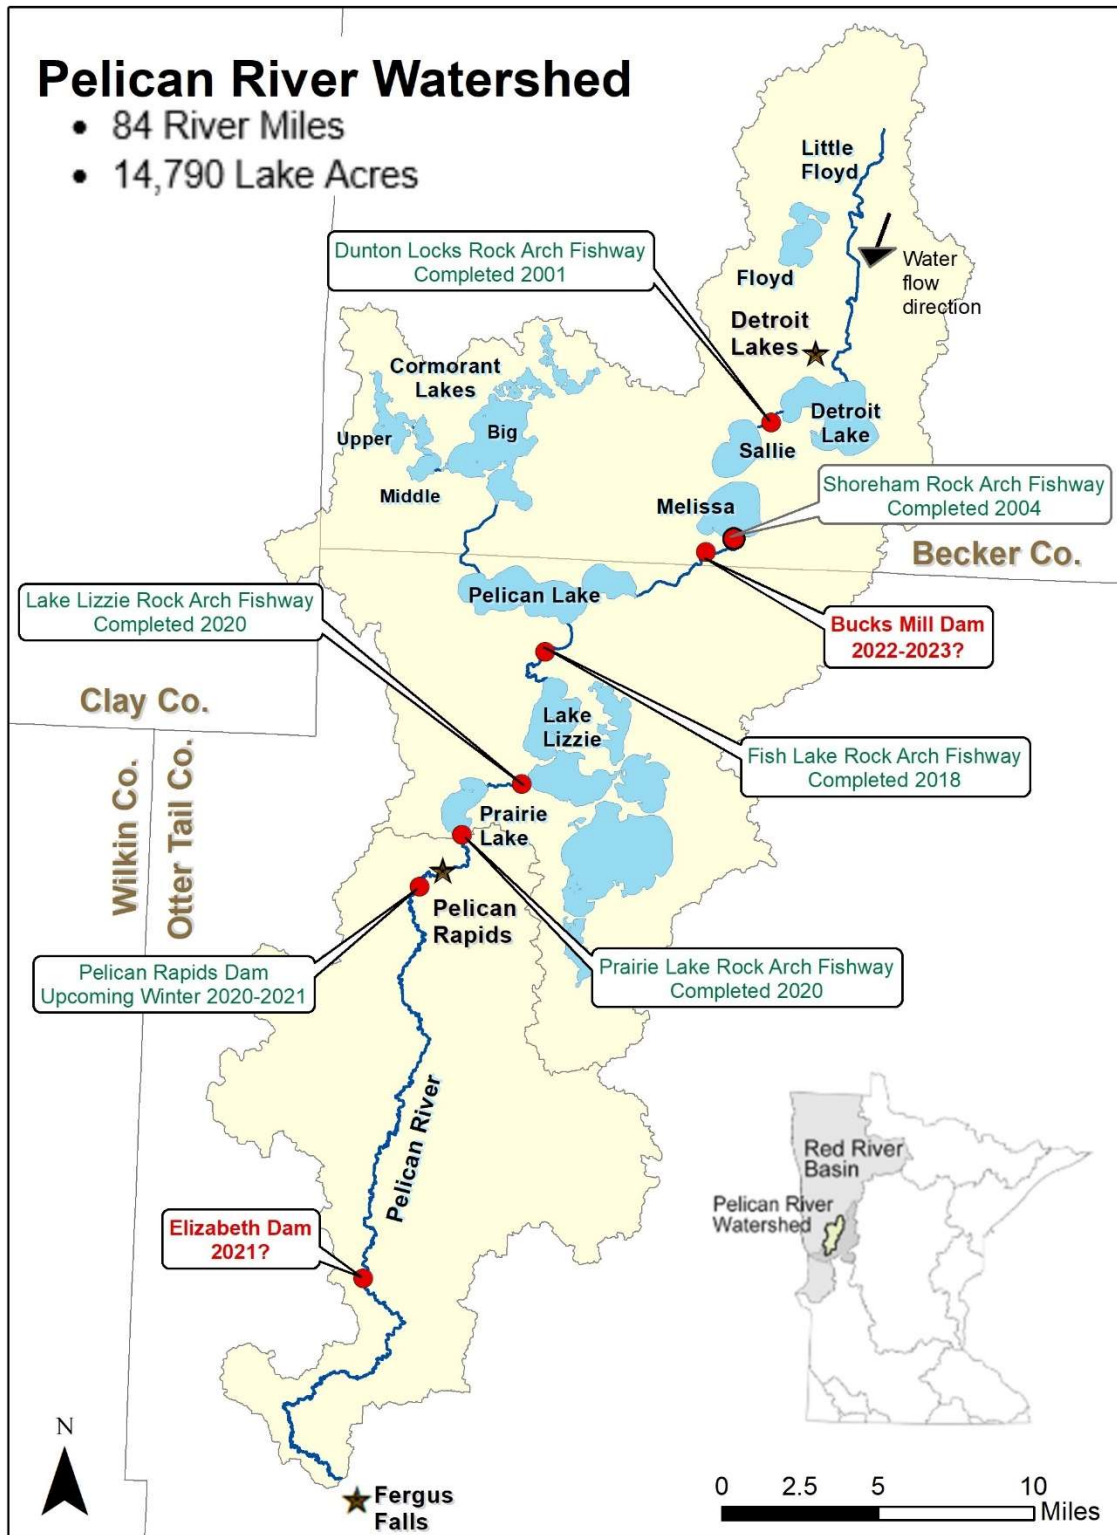 Pelican River Watershed
• 84 River Miles
• 14,790 Lake Acres
Little
Floyd
Dunton Locks Rock Arch Fishway
Completed 2001
Floyd
Water
flow
direction
Detroit
Lakes
Cormorant
Lakes
Upper
Big
Middle
Detroit
Lake
Sallie
Melissa
Shoreham Rock Arch Fishway
Completed 2004
Becker Co.
Lake Lizzie Rock Arch Fishway
Completed 2020
Pelican Lake
Bucks Mill Dam
2022-2023?
Clay Co.
Lake
Lizzie
Fish Lake Rock Arch Fishway
Completed 2018
Wilkin Co.
Otter Tail Co.
Prairie
Lake
Pelican
Rapids
Pelican Rapids Dam
Upcoming Winter 2020-2021
Prairie Lake Rock Arch Fishway
Completed 2020
Pelican River
Red River
Basin
Pelican River
Watershed
Elizabeth Dam
2021?
N
Fergus
Falls
0 2.5 5 10
Miles